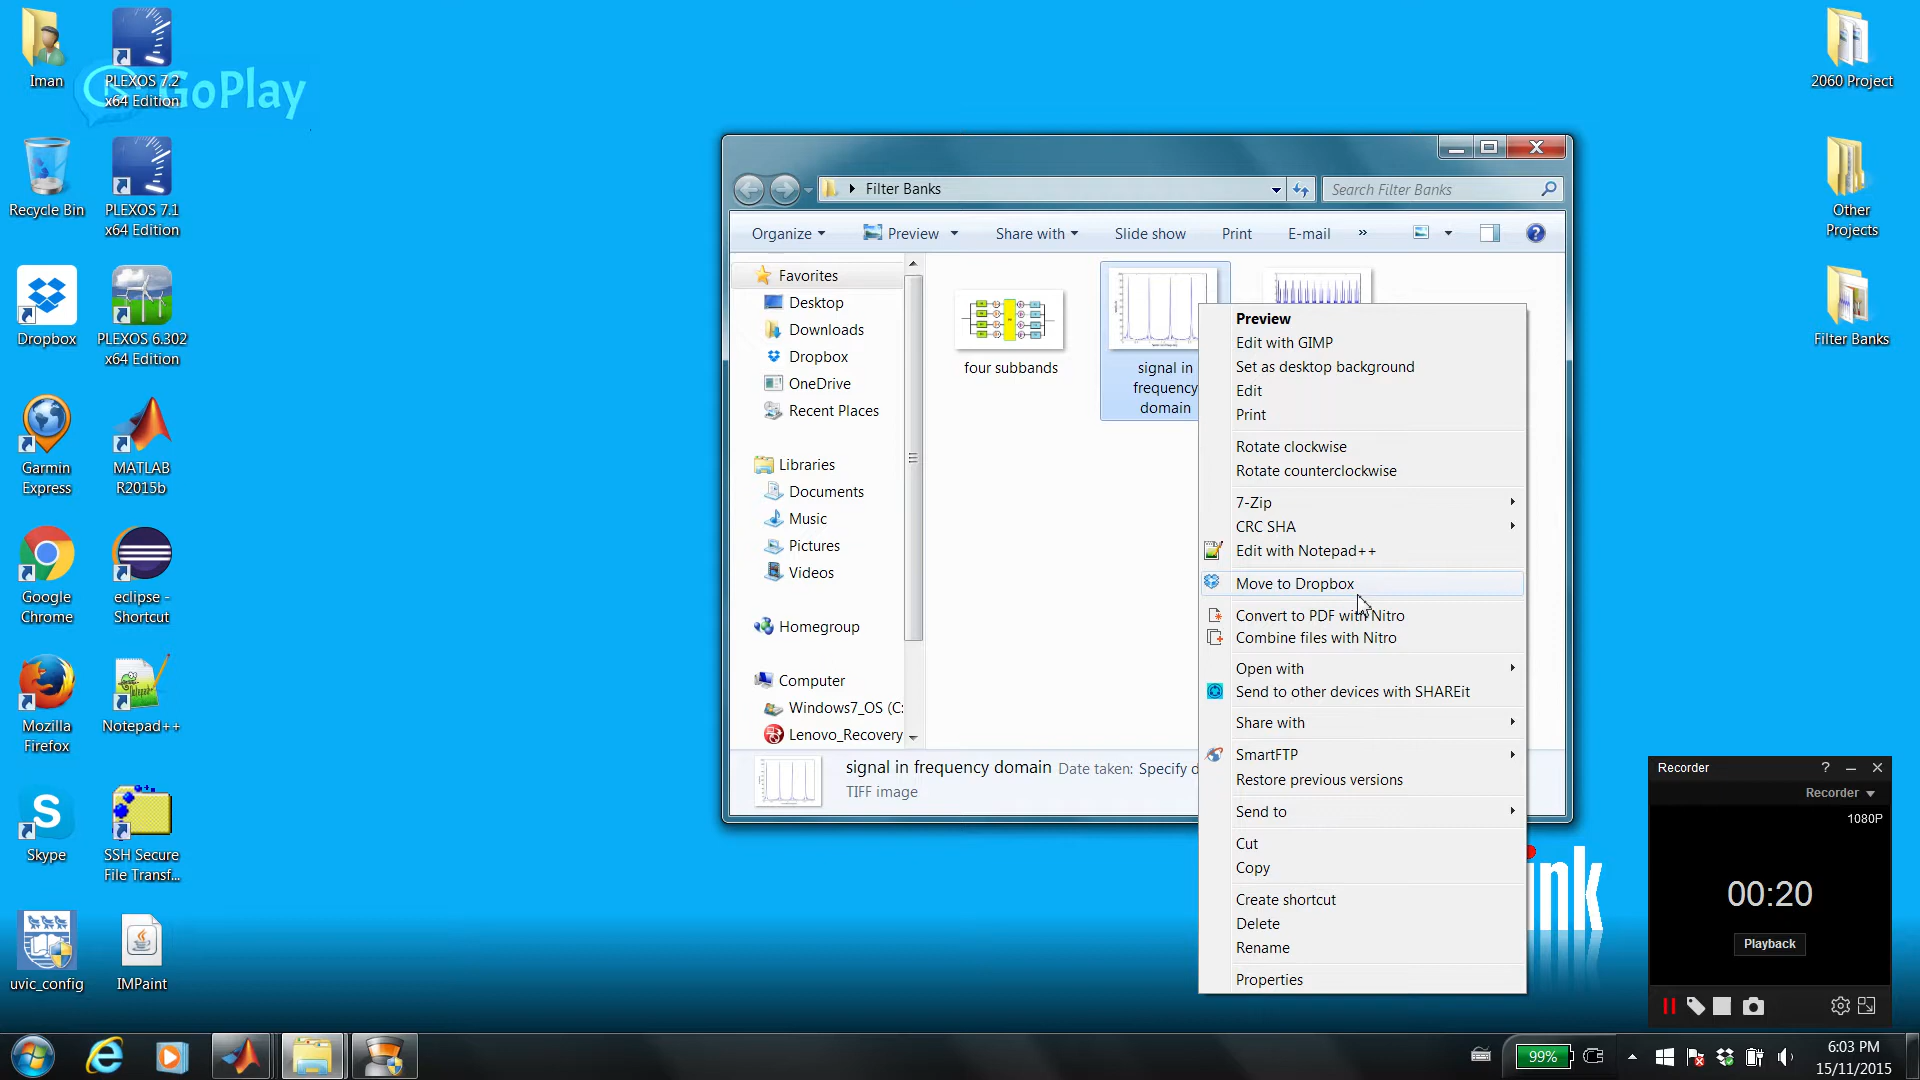 Iman
PLEXOS 7.2
x64 Edition
GoPlay
Recycle Bin
PLEXOS 7.1
x64 Edition
Dropbox
PLEXOS 6.302
x64 Edition
Garmin
Express
MATLAB
R2015b
Google
Chrome
eclipse -
Shortcut
Mozilla
Firefox
Notepad++
Skype
SSH Secure
File Transf...
uvic_config
IMPaint
2060 Project
Other
Projects
Filter Banks
Filter Banks
Search Filter Banks
Organize
Preview
Share with
Slide show
Print
E-mail
»
Favorites
Desktop
Downloads
Dropbox
OneDrive
Recent Places
Libraries
Documents
Music
Pictures
Videos
Homegroup
Computer
Windows7_OS (C:
Lenovo_Recovery
four subbands
signal in
frequency
domain
signal in frequency domain
Date taken: Specify d
TIFF image
Preview
Edit with GIMP
Set as desktop background
Edit
Print
Rotate clockwise
Rotate counterclockwise
7-Zip
CRC SHA
Edit with Notepad++
Move to Dropbox
Convert to PDF with Nitro
Combine files with Nitro
Open with
Send to other devices with SHAREit
Share with
SmartFTP
Restore previous versions
Send to
Cut
Copy
Create shortcut
Delete
Rename
Properties
ink
Recorder
?
Recorder
1080P
00:20
Playback
99%
6:03 PM
15/11/2015